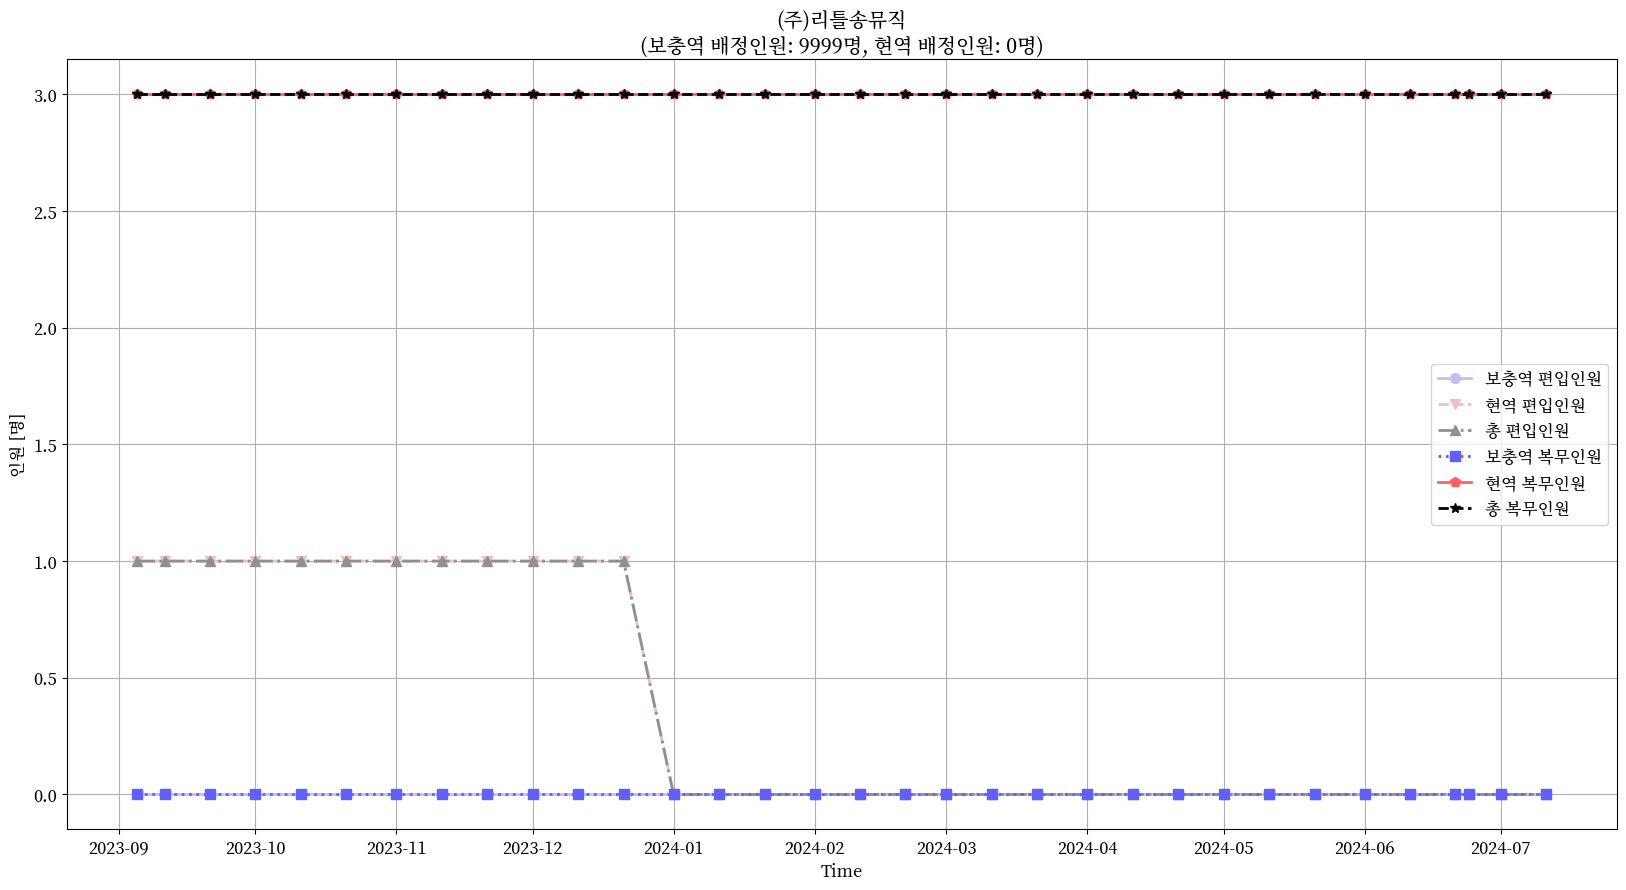 (주)리틀송뮤직
(보충역 배정인원: 9999명, 현역 배정인원: 0명)
인원 [명]
3.0
2.5
2.0
1.5
1.0
0.5
0.0
보충역 편입인원
현역 편입인원
총 편입인원
보충역 복무인원
현역 복무인원
총 복무인원
2023-09 2023-10 2023-11 2023-12 2024-01 2024-02 2024-03 2024-04 2024-05 2024-06 2024-07
Time